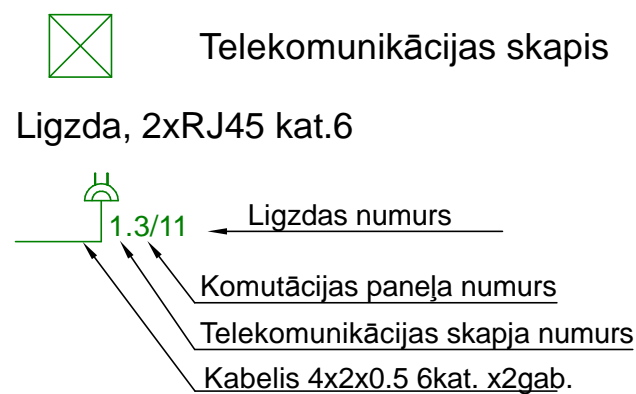 Telekomunikācijas skapis
Ligzda, 2xRJ45 kat.6
1.3/11
Ligzdas numurs
Komutācijas paneļa numurs
Telekomunikācijas skapja numurs
Kabelis 4x2x0.5 6kat. x2gab.